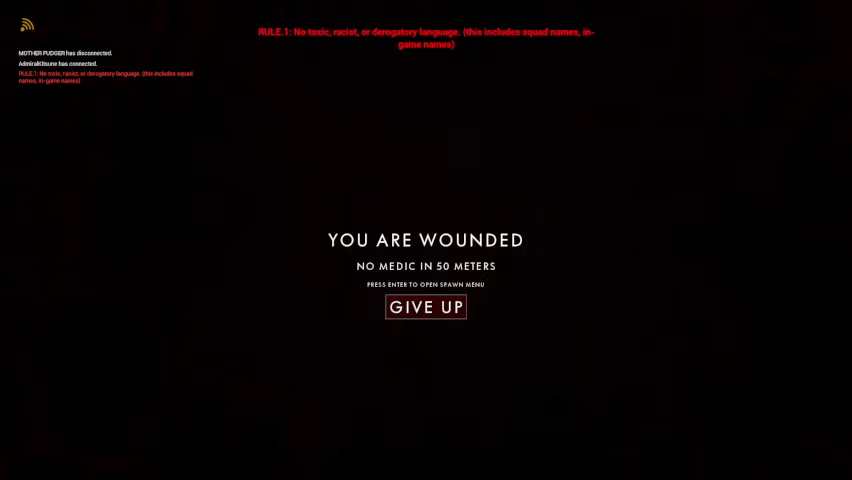 RULE.1: No toxic, racist, or derogatory language. (this includes squad names, in-
game names)
MOTHER FUDGER has disconnected.
AdmiralKitsune has connected.
RULE.1: No toxic, racist, or derogatory language. (this includes squad
names, in-game names)
YOU ARE WOUNDED
NO MEDIC IN 50 METERS
PRESS ENTER TO OPEN SPAWN MENU
GIVE UP